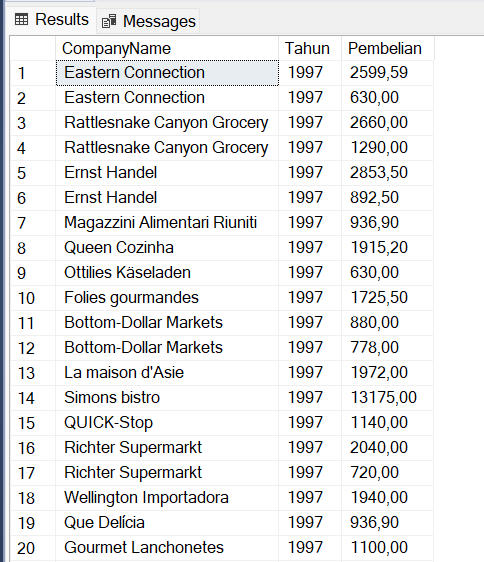 Results Messages
CompanyName Tahun Pembelian
1 Eastern Connection 1997 2599,59
2 Eastern Connection 1997 630,00
3 Rattlesnake Canyon Grocery 1997 2660,00
4 Rattlesnake Canyon Grocery 1997 1290,00
5 Ernst Handel 1997 2853,50
6 Ernst Handel 1997 892,50
7 Magazzini Alimentari Riuniti 1997 936,90
8 Queen Cozinha 1997 1915,20
9 Ottilies Käseladen 1997 630,00
10 Folies gourmandes 1997 1725,50
11 Bottom-Dollar Markets 1997 880,00
12 Bottom-Dollar Markets 1997 778,00
13 La maison d'Asie 1997 1972,00
14 Simons bistro 1997 13175,00
15 QUICK-Stop 1997 1140,00
16 Richter Supermarkt 1997 2040,00
17 Richter Supermarkt 1997 720,00
18 Wellington Importadora 1997 1940,00
19 Que Delícia 1997 936,90
20 Gourmet Lanchonetes 1997 1100,00